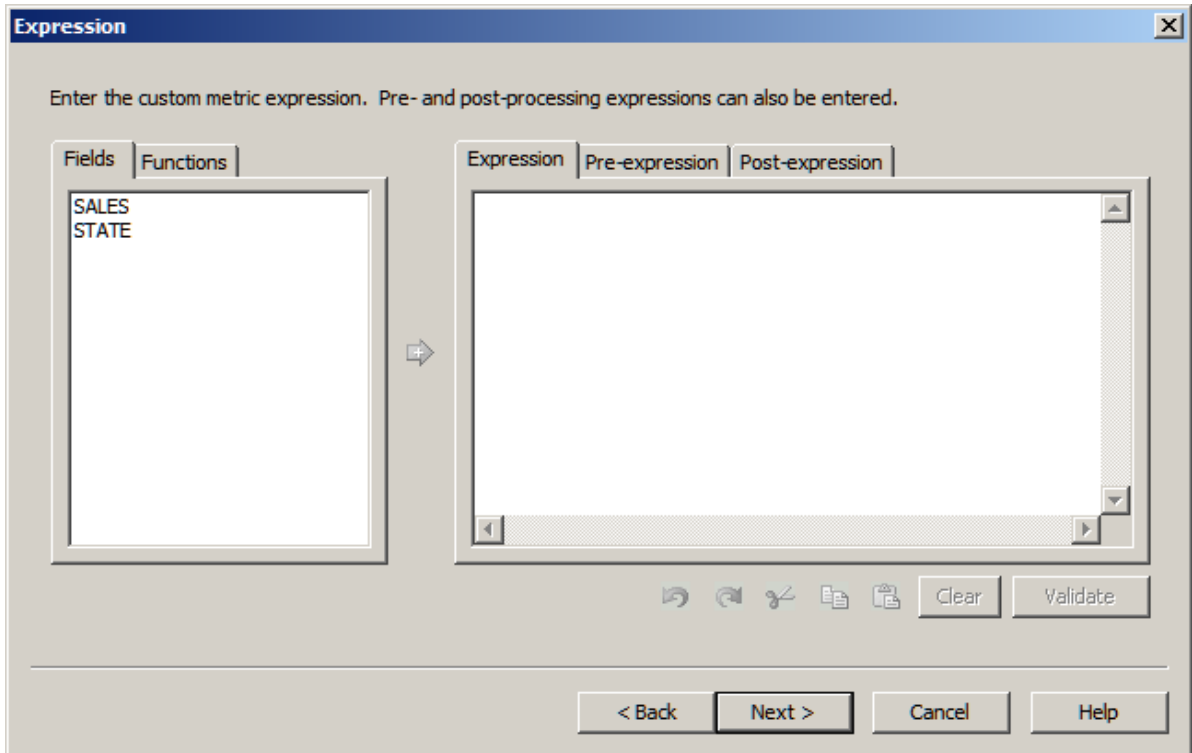 Expression
Enter the custom metric expression.  Pre- and post-processing expressions can also be entered.
Fields Functions
Expression Pre-expression Post-expression
SALES
STATE
Clear Validate
< Back Next > Cancel Help